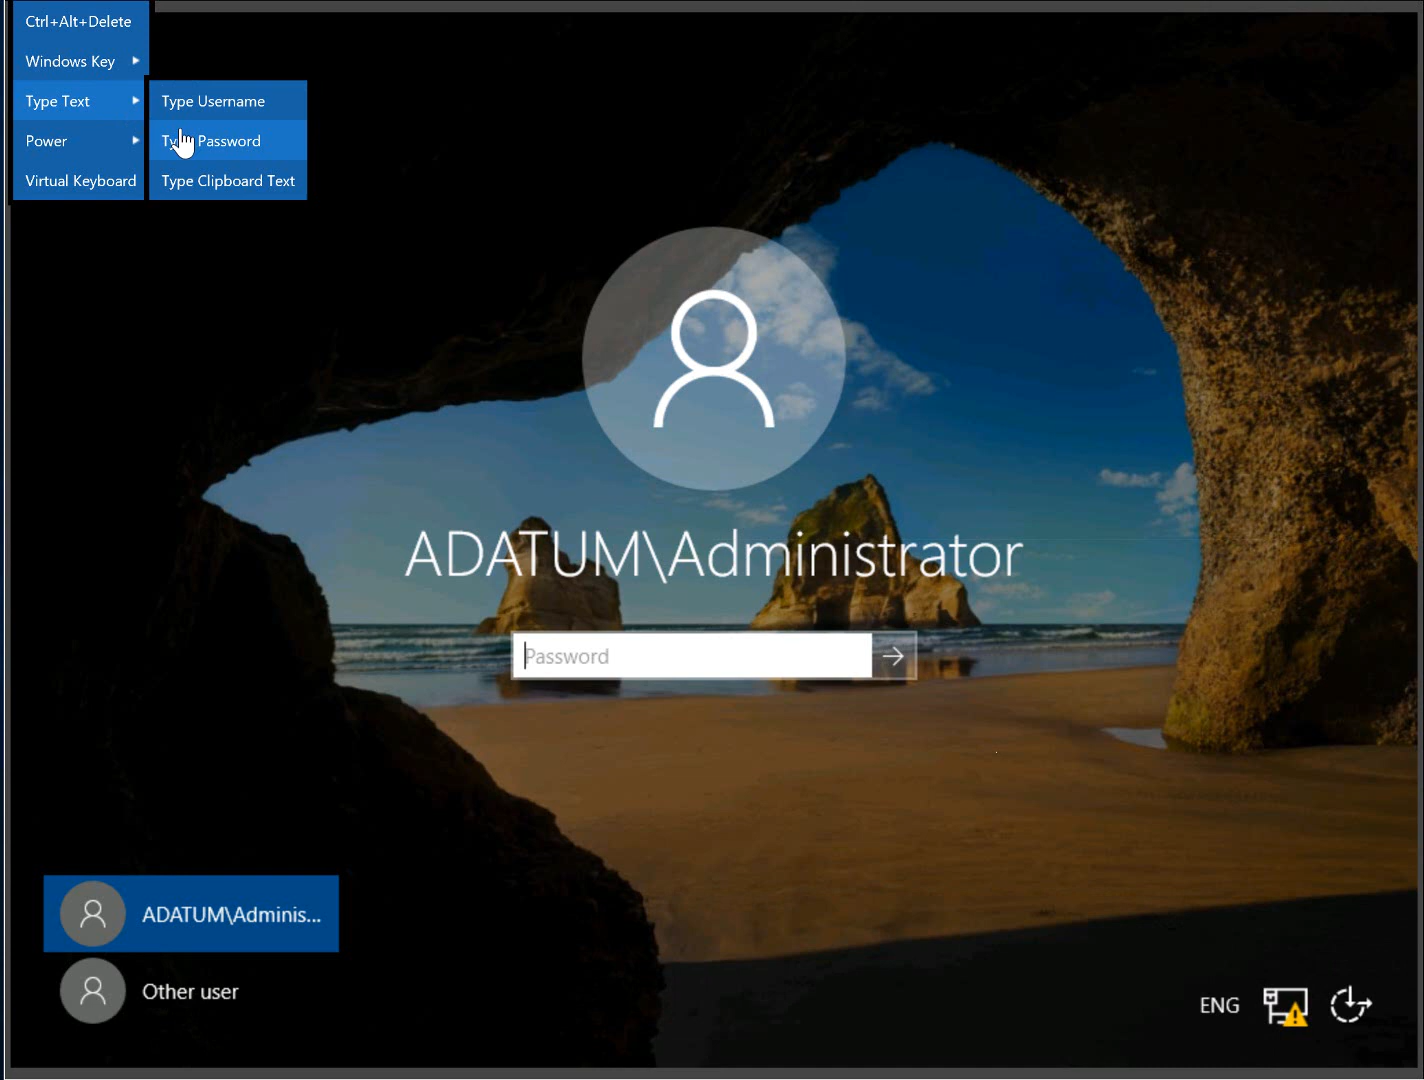 Ctrl+Alt+Delete
Windows Key
Type Text
Type Username
Power
Password
Virtual Keyboard
Type Clipboard Text
ADATUM\Administrator
Password
ADATUM\Adminis...
Other user
ENG